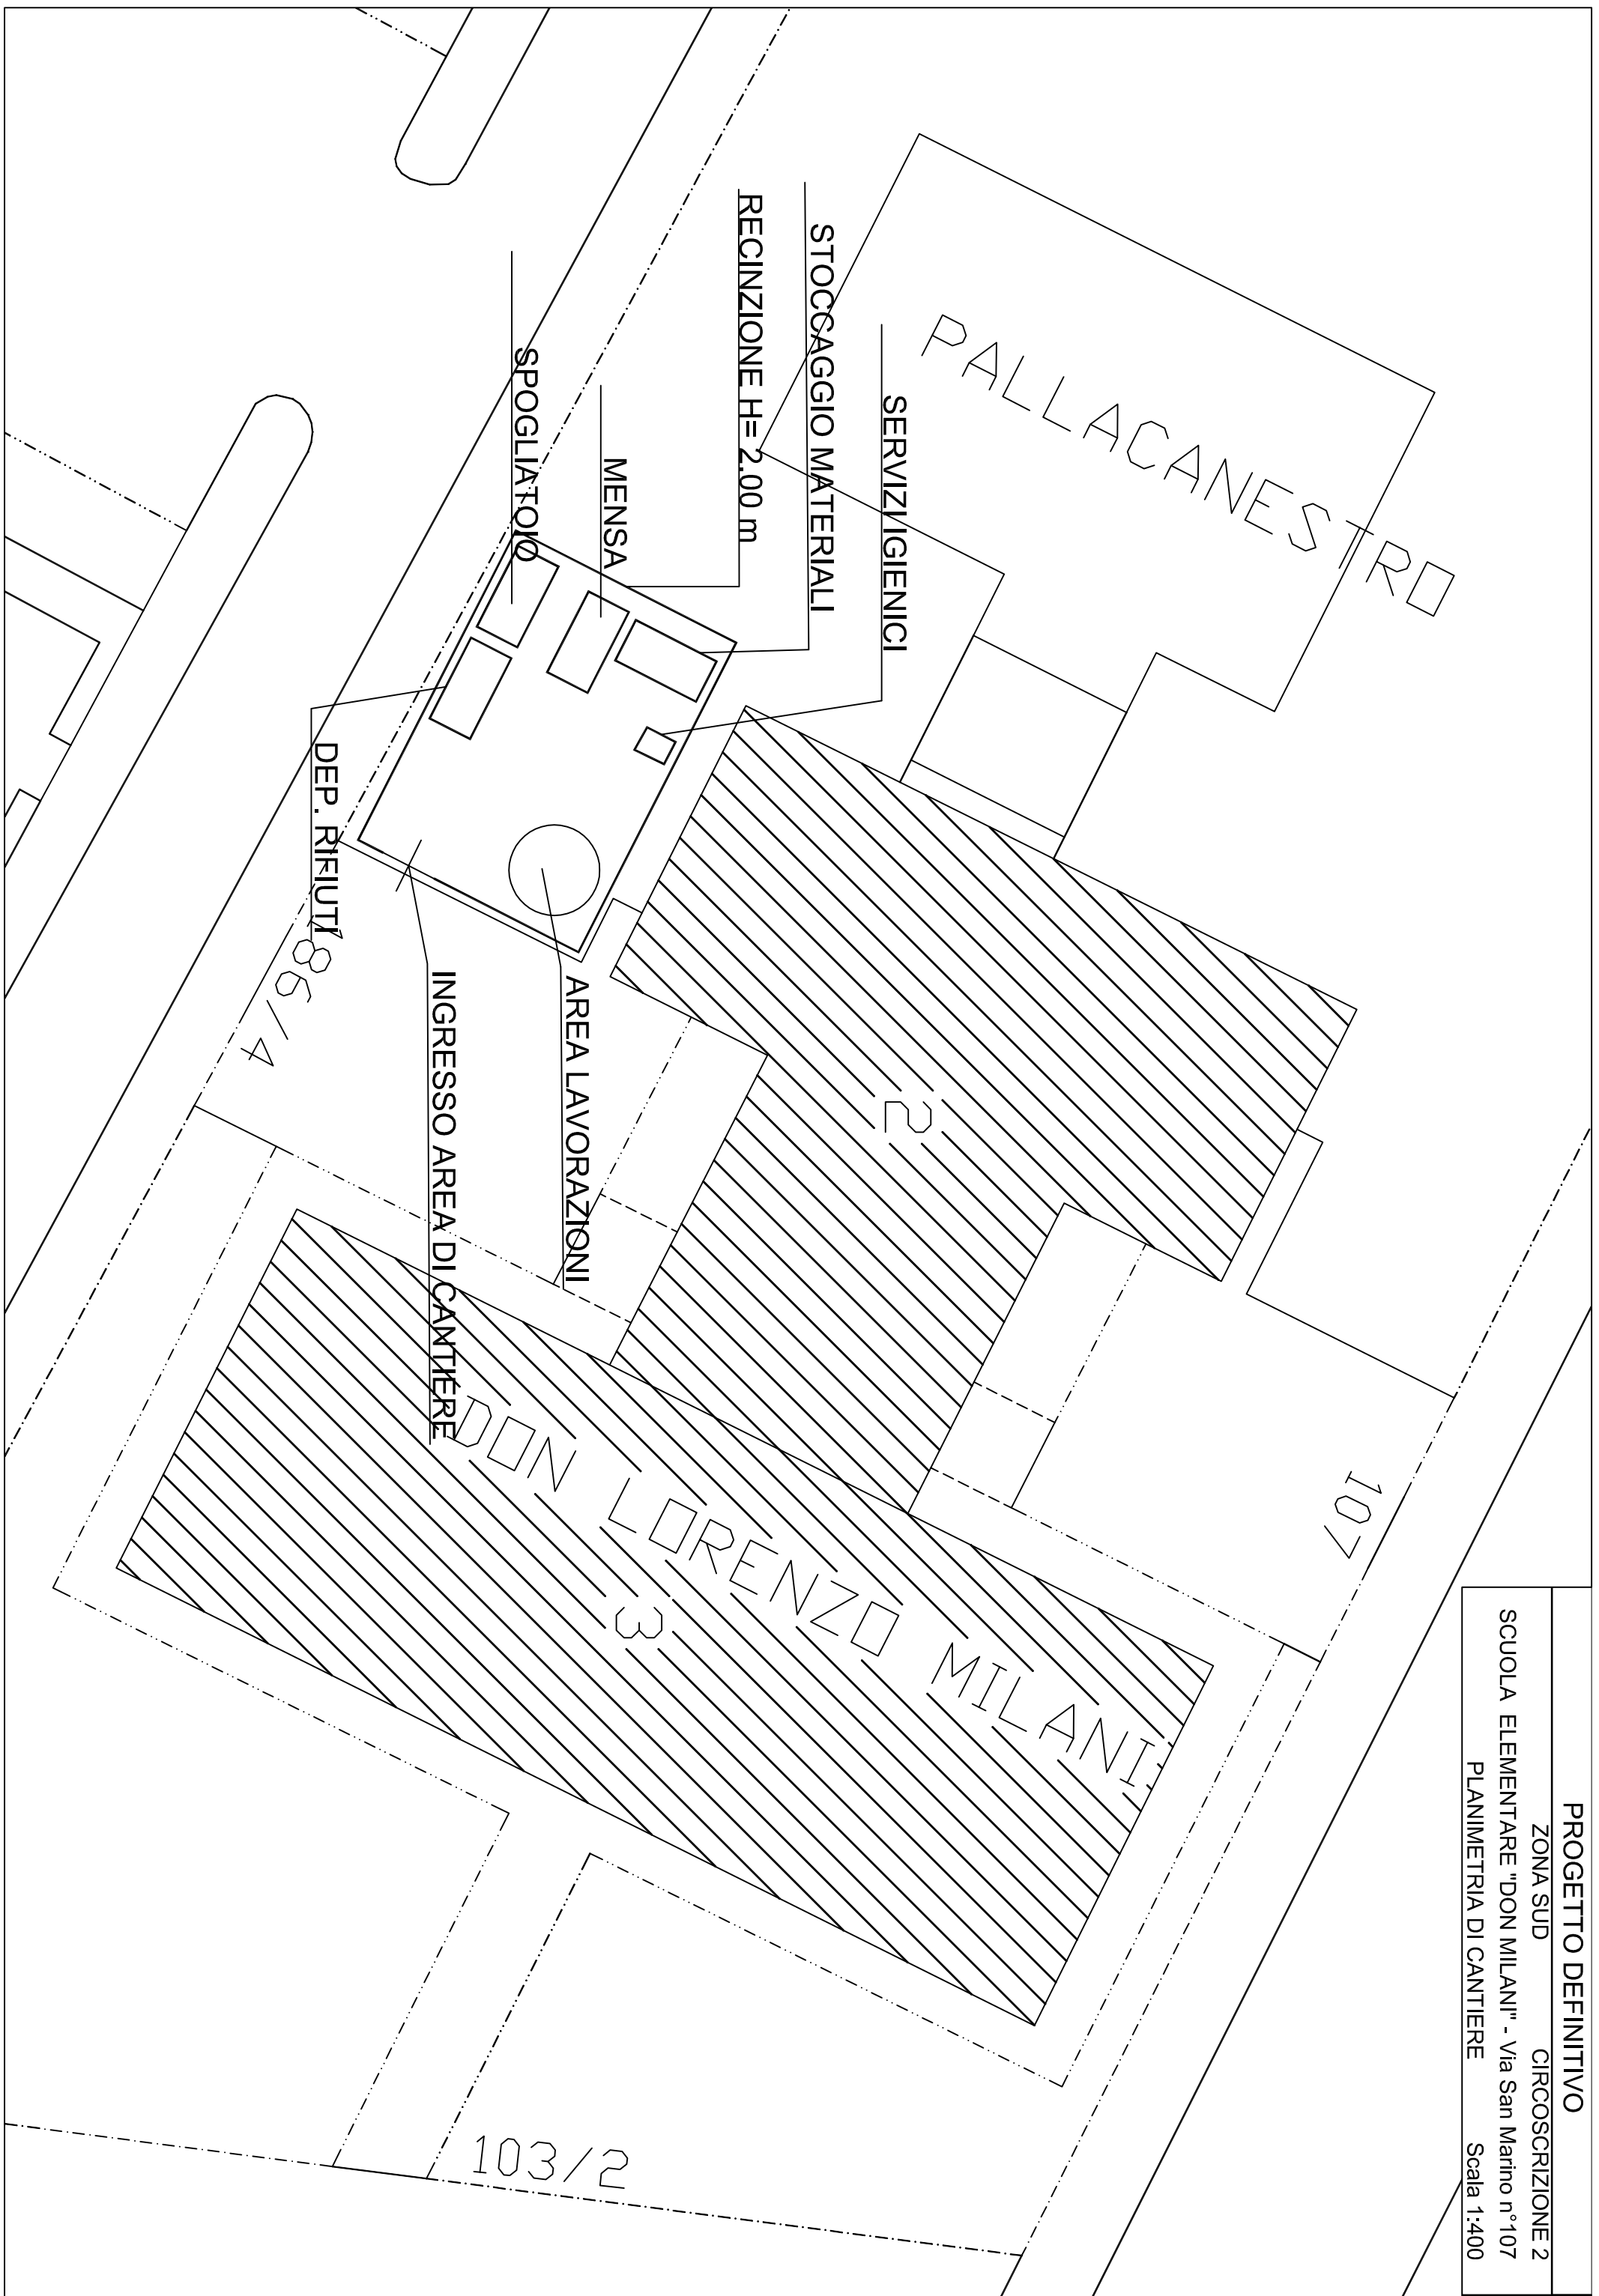 PROGETTO DEFINITIVO
ZONA SUD CIRCOSCRIZIONE 2
SCUOLA ELEMENTARE "DON MILANI" - Via San Marino n°107
PLANIMETRIA DI CANTIERE Scala 1:400
PALLACANESTRO
SERVIZI IGIENICI
STOCCAGGIO MATERIALI
RECINZIONE H= 2.00 m
MENSA
SPOGLIATOIO
DEP. RIFIUTI
AREA LAVORAZIONI
INGRESSO AREA DI CANTIERE
2
107
DON LORENZO MILANI
3
103/2